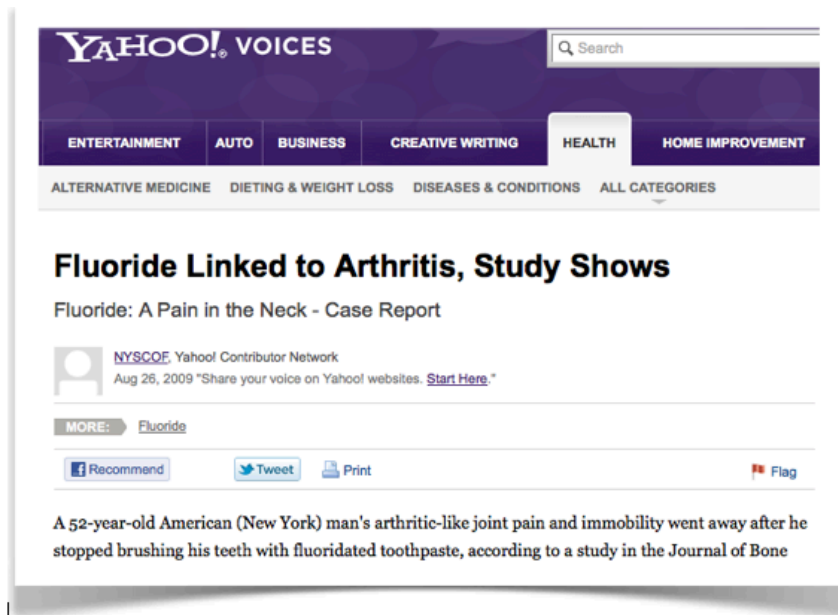 YAHOO!® VOICES
Search
ENTERTAINMENT AUTO BUSINESS CREATIVE WRITING HEALTH HOME IMPROVEMENT
ALTERNATIVE MEDICINE DIETING & WEIGHT LOSS DISEASES & CONDITIONS ALL CATEGORIES
Fluoride Linked to Arthritis, Study Shows
Fluoride: A Pain in the Neck - Case Report
NYSCOF, Yahoo! Contributor Network
Aug 26, 2009 "Share your voice on Yahoo! websites. Start Here."
MORE: Fluoride
Recommend Tweet Print Flag
A 52-year-old American (New York) man's arthritic-like joint pain and immobility went away after he
stopped brushing his teeth with fluoridated toothpaste, according to a study in the Journal of Bone